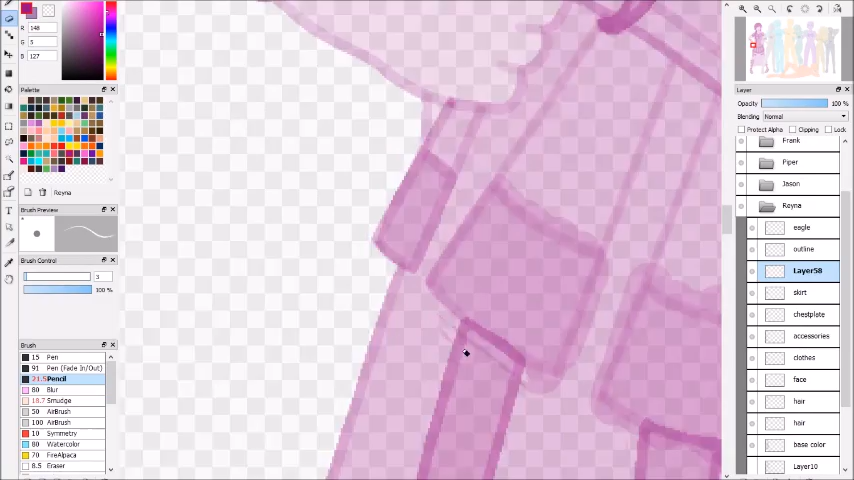 R 148
G 5
B 127
Palette
Reyna
Brush Preview
Brush Control
3
100 %
Brush
15 Pen
91 Pen (Fade In/Out)
21.5 Pencil
80 Blur
18.7 Smudge
50 AirBrush
100 AirBrush
10 Symmetry
80 Watercolor
70 FireAlpaca
8.5 Eraser
Layer
Opacity 100 %
Blending Normal
Protect Alpha Clipping Lock
Frank
Piper
Jason
Reyna
eagle
outline
Layer58
skirt
chestplate
accessories
clothes
face
hair
hair
base color
Layer10